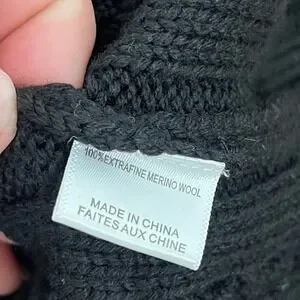 100%EXTRAFINE MERINO WOOL
MADE IN CHINA
FAITES AUX CHINE